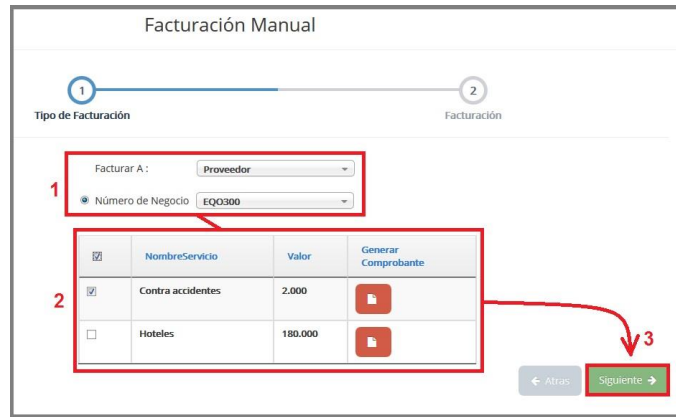 Facturación Manual
1
2
Tipo de Facturación
Facturación
1
Facturar A :
Proveedor
Número de Negocio
EQO300
2
NombreServicio
Valor
Generar
Comprobante
Contra accidentes
2.000
Hoteles
180.000
3
← Atras
Siguiente →